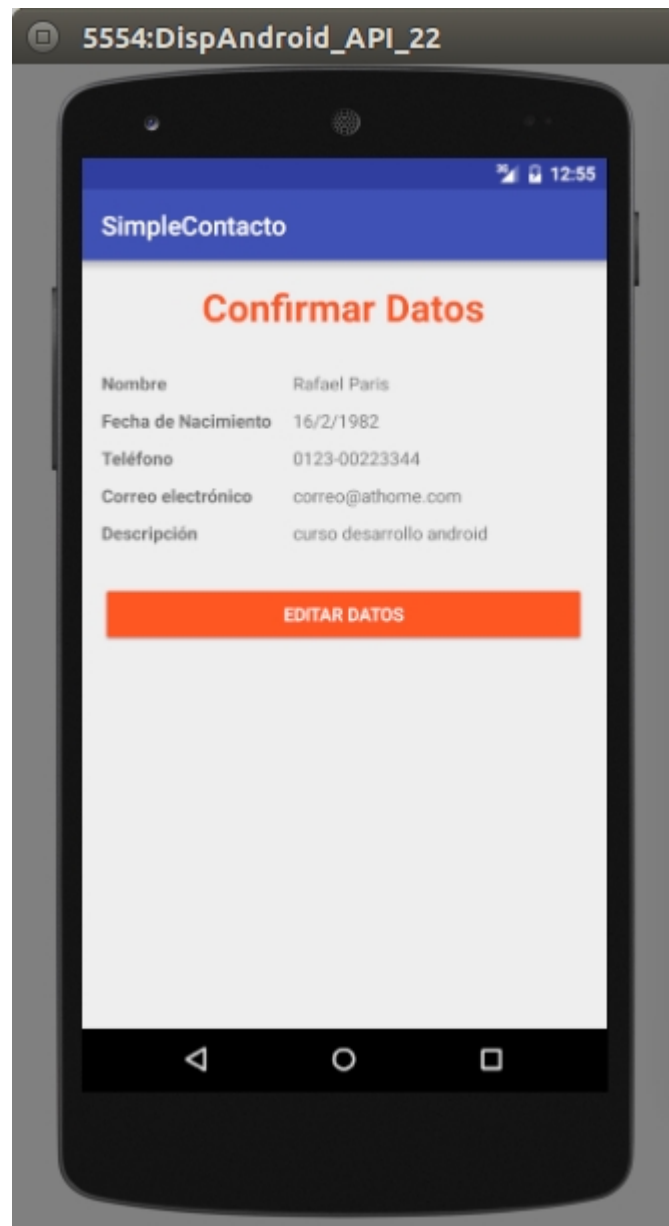 5554:DispAndroid_API_22
12:55
SimpleContacto
Confirmar Datos
Nombre Rafael Paris
Fecha de Nacimiento 16/2/1982
Teléfono 0123-00223344
Correo electrónico correo@athome.com
Descripción curso desarrollo android
EDITAR DATOS